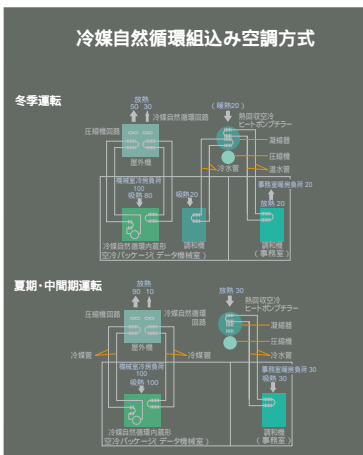 冷媒自然循環組込み空調方式
冬季運転
放熱
50 30
冷媒自然循環回路
圧縮機回路
屋外機
(暖熱20)
熱回収空冷
ヒートポンプチラー
凝縮器
圧縮機
冷水管
温水管
機械室冷房負荷
100
吸熱 80
吸熱20
事務室暖房負荷 20
放熱 20
冷媒自然循環内蔵形
空冷パッケージ(データ機械室)
調和機
調和機
(事務室)
夏期・中間期運転
放熱
90 10
圧縮機回路
冷媒自然循環
回路
屋外機
冷媒管
冷媒管
放熱 30
熱回収空冷
ヒートポンプチラー
凝縮器
圧縮機
冷水管
機械室冷房負荷
100
吸熱 100
事務室暖房負荷 30
吸熱 30
冷媒自然循環内蔵形
空冷パッケージ(データ機械室)
調和機
(事務室)